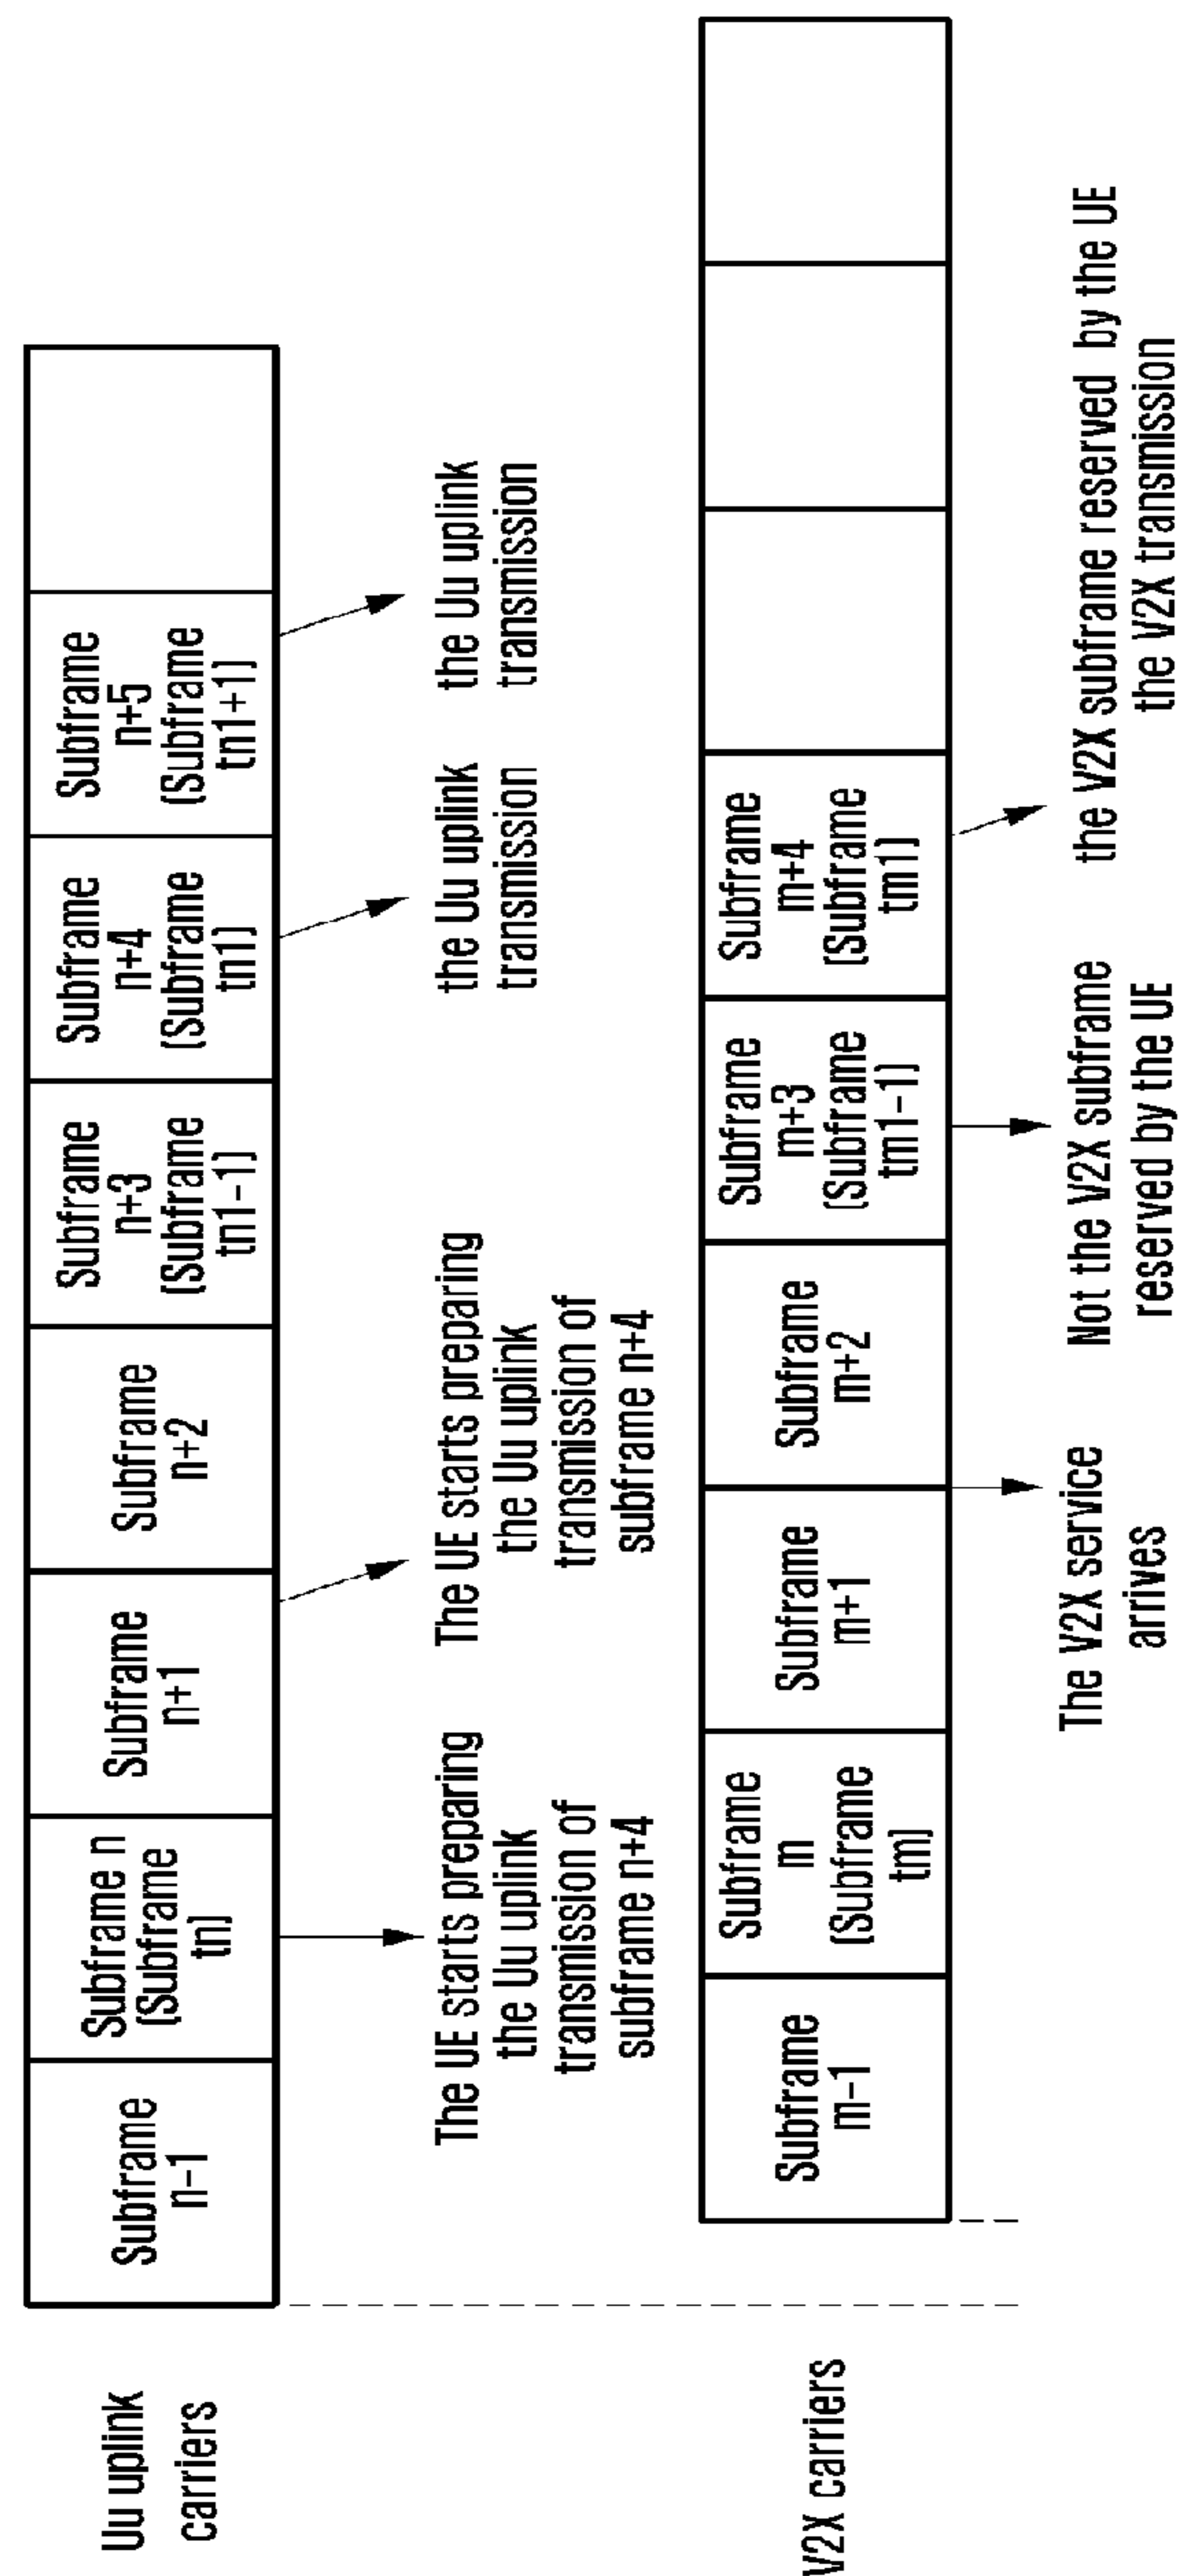 Uu uplink
carriers
Subframe
n-1
Subframe n
(Subframe
tn)
Subframe
n+1
Subframe
n+2
Subframe
n+3
(Subframe
tn1-1)
Subframe
n+4
(Subframe
tn1)
Subframe
n+5
(Subframe
tn1+1)
The UE starts preparing
the Uu uplink
transmission of
subframe n+4
The UE starts preparing
the Uu uplink
transmission of
subframe n+4
the Uu uplink
transmission
the Uu uplink
transmission
V2X carriers
Subframe
m-1
Subframe
m
(Subframe
tm)
Subframe
m+1
Subframe
m+2
Subframe
m+3
(Subframe
tm1-1)
Subframe
m+4
(Subframe
tm1)
The V2X service
arrives
Not the V2X subframe
reserved by the UE
the V2X subframe reserved by the UE
the V2X transmission